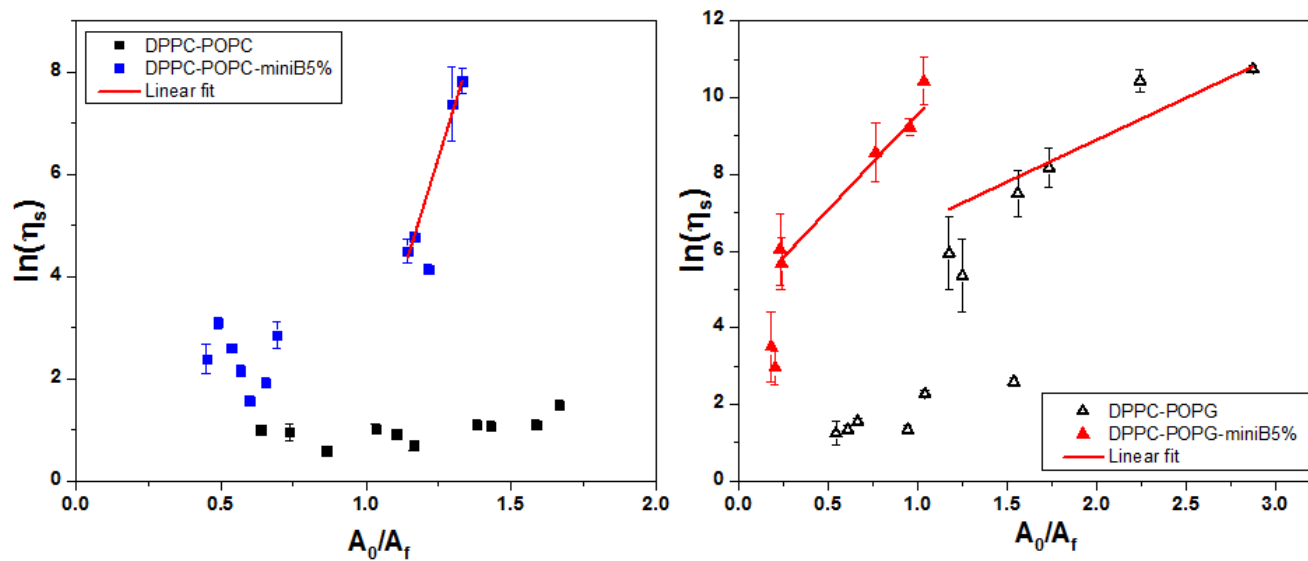 DPPC-POPC
DPPC-POPC-miniB5%
Linear fit
8
6
4
2
0
0.0 0.5 1.0 1.5 2.0
ln(ηs)
A0/Af
12
10
8
6
4
2
0
0.0 0.5 1.0 1.5 2.0 2.5 3.0
ln(ηs)
A0/Af
DPPC-POPG
DPPC-POPG-miniB5%
Linear fit